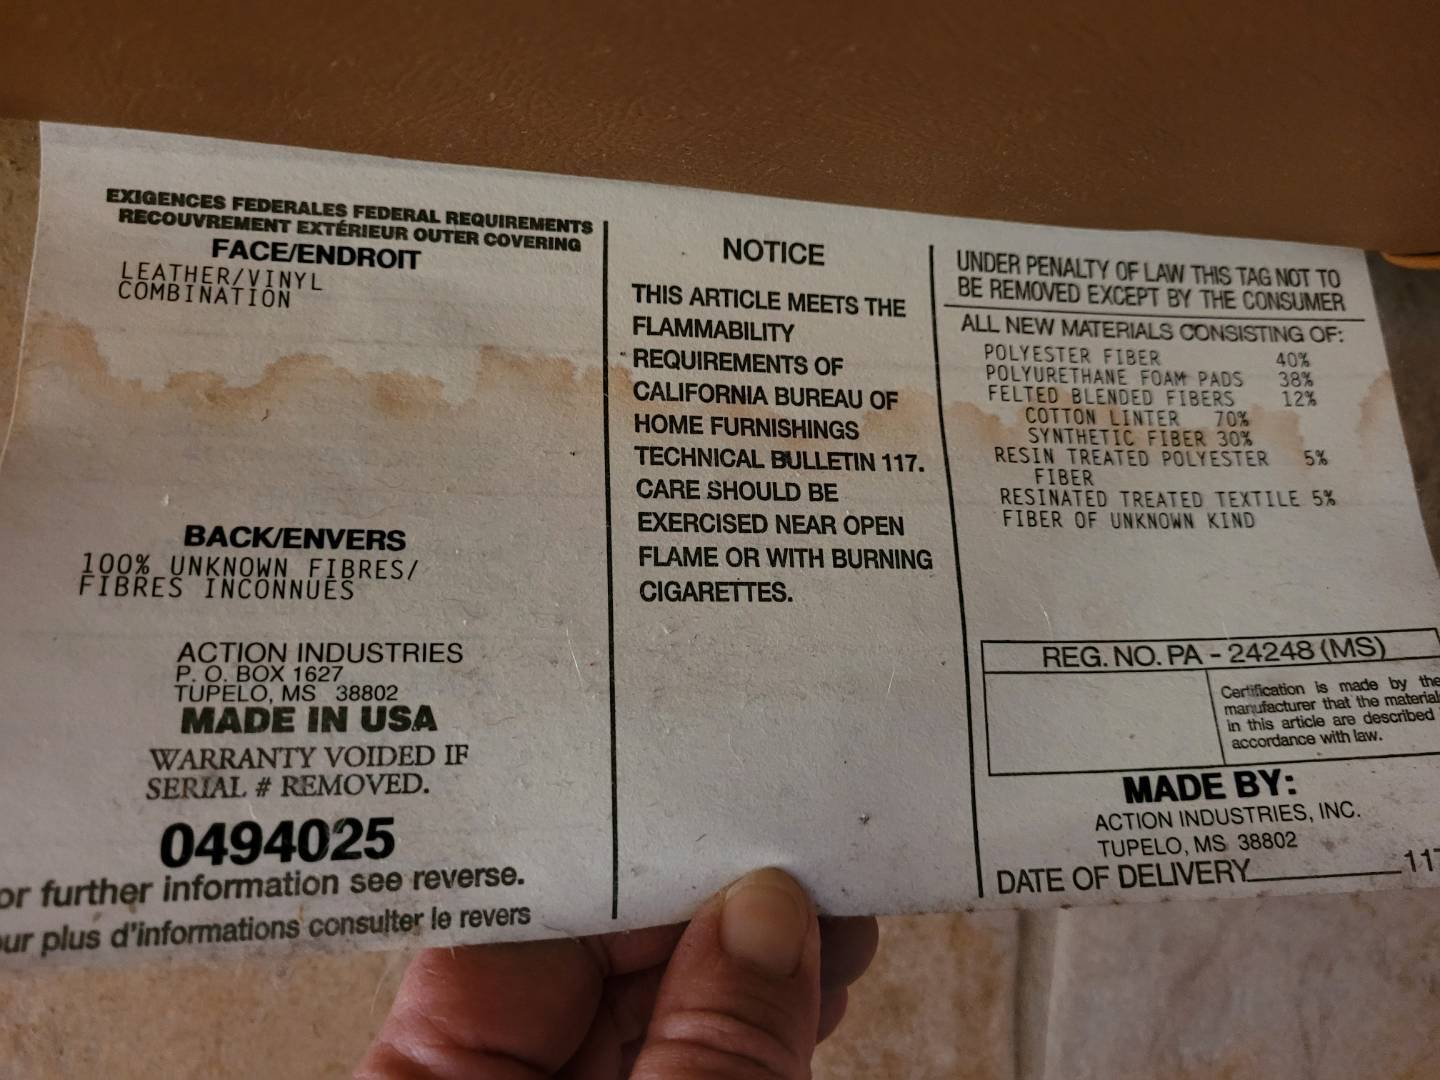 EXIGENCES FEDERALES FEDERAL REQUIREMENTS
RECOUVREMENT EXTÉRIEUR OUTER COVERING
FACE/ENDROIT
LEATHER/VINYL
COMBINATION
BACK/ENVERS
100% UNKNOWN FIBRES/
FIBRES INCONNUES
ACTION INDUSTRIES
P. O. BOX 1627
TUPELO, MS 38802
MADE IN USA
WARRANTY VOIDED IF
SERIAL # REMOVED.
0494025
or further information see reverse.
our plus d'informations consulter le revers
NOTICE
THIS ARTICLE MEETS THE
FLAMMABILITY
REQUIREMENTS OF
CALIFORNIA BUREAU OF
HOME FURNISHINGS
TECHNICAL BULLETIN 117.
CARE SHOULD BE
EXERCISED NEAR OPEN
FLAME OR WITH BURNING
CIGARETTES.
UNDER PENALTY OF LAW THIS TAG NOT TO
BE REMOVED EXCEPT BY THE CONSUMER
ALL NEW MATERIALS CONSISTING OF:
POLYESTER FIBER 40%
POLYURETHANE FOAM PADS 38%
FELTED BLENDED FIBERS 12%
COTTON LINTER 70%
SYNTHETIC FIBER 30%
RESIN TREATED POLYESTER 5%
FIBER
RESINATED TREATED TEXTILE 5%
FIBER OF UNKNOWN KIND
REG. NO. PA - 24248 (MS)
Certification is made by the
manufacturer that the material
in this article are described
accordance with law.
MADE BY:
ACTION INDUSTRIES, INC.
TUPELO, MS 38802
DATE OF DELIVERY 117